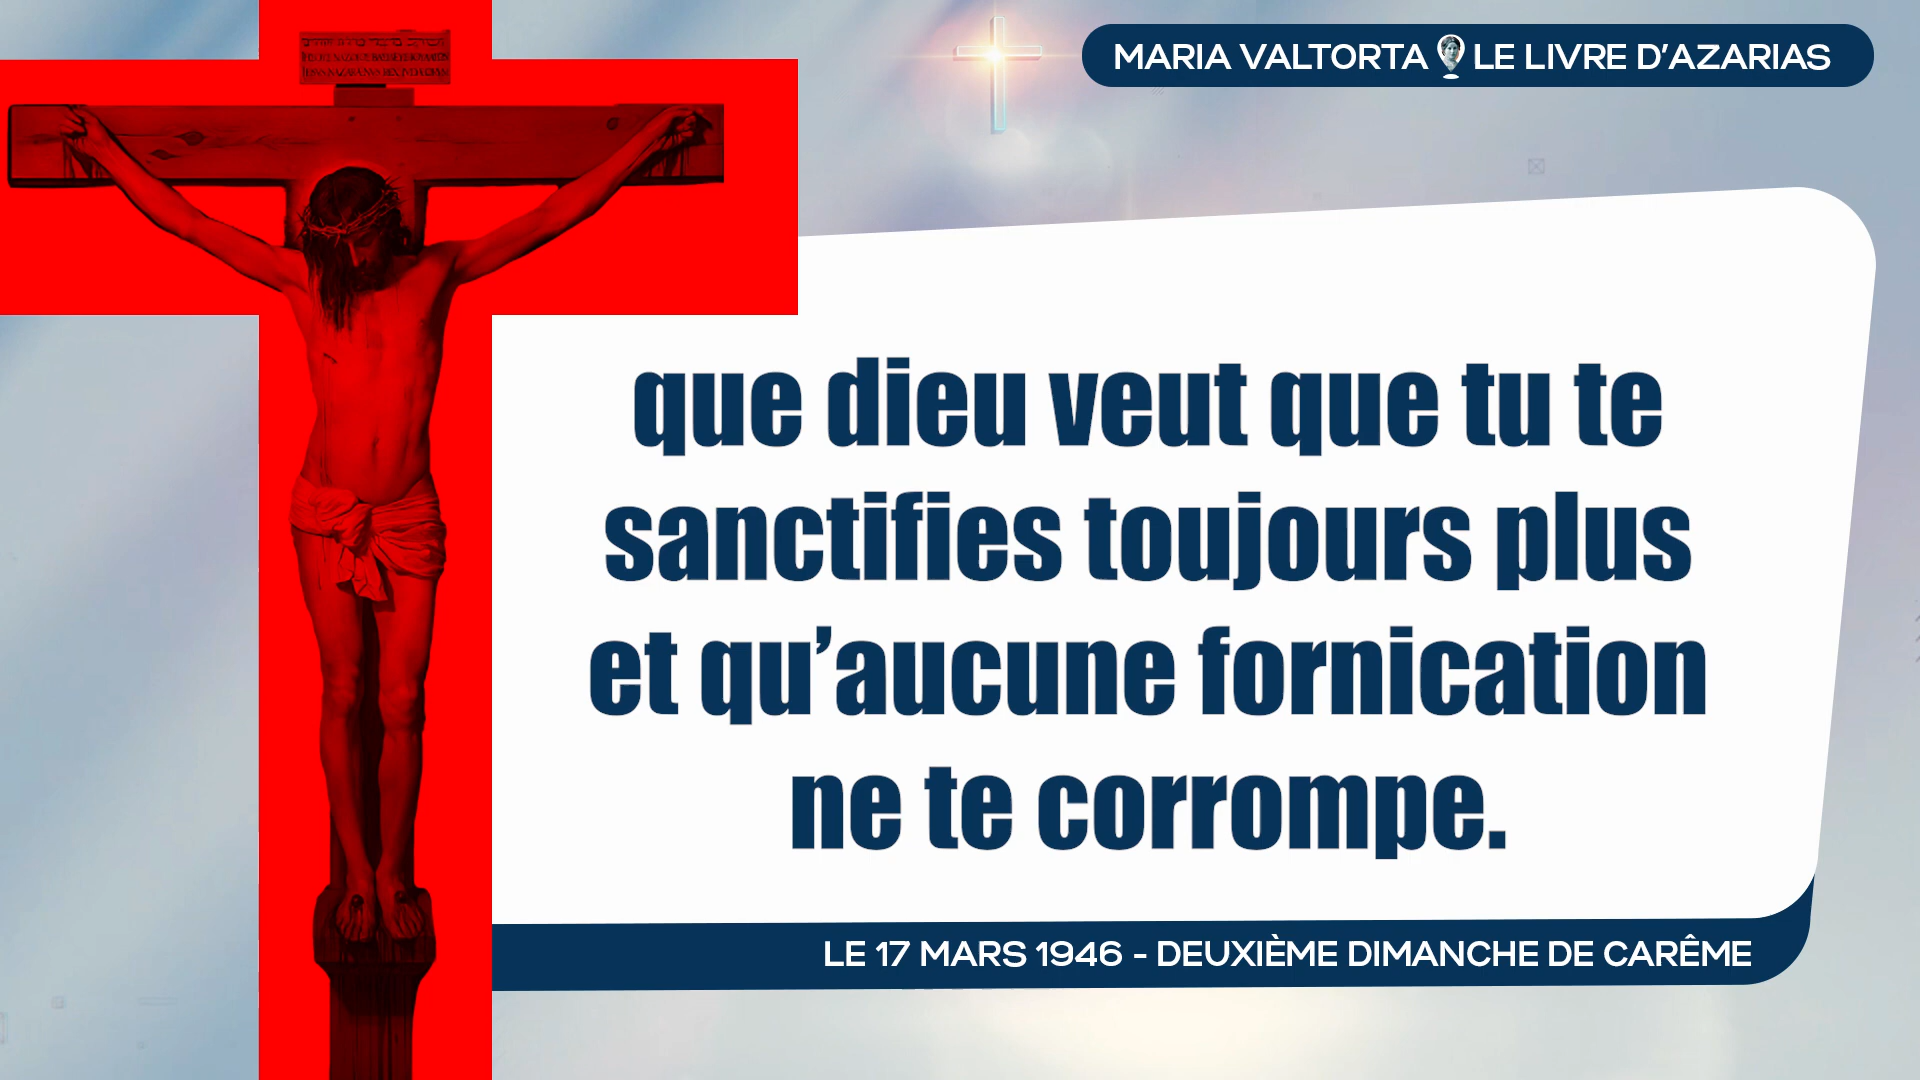 MARIA VALTORTA LE LIVRE D'AZARIAS
que dieu veut que tu te
sanctifies toujours plus
et qu’aucune fornication
ne te corrompe.
LE 17 MARS 1946 - DEUXIÈME DIMANCHE DE CARÊME